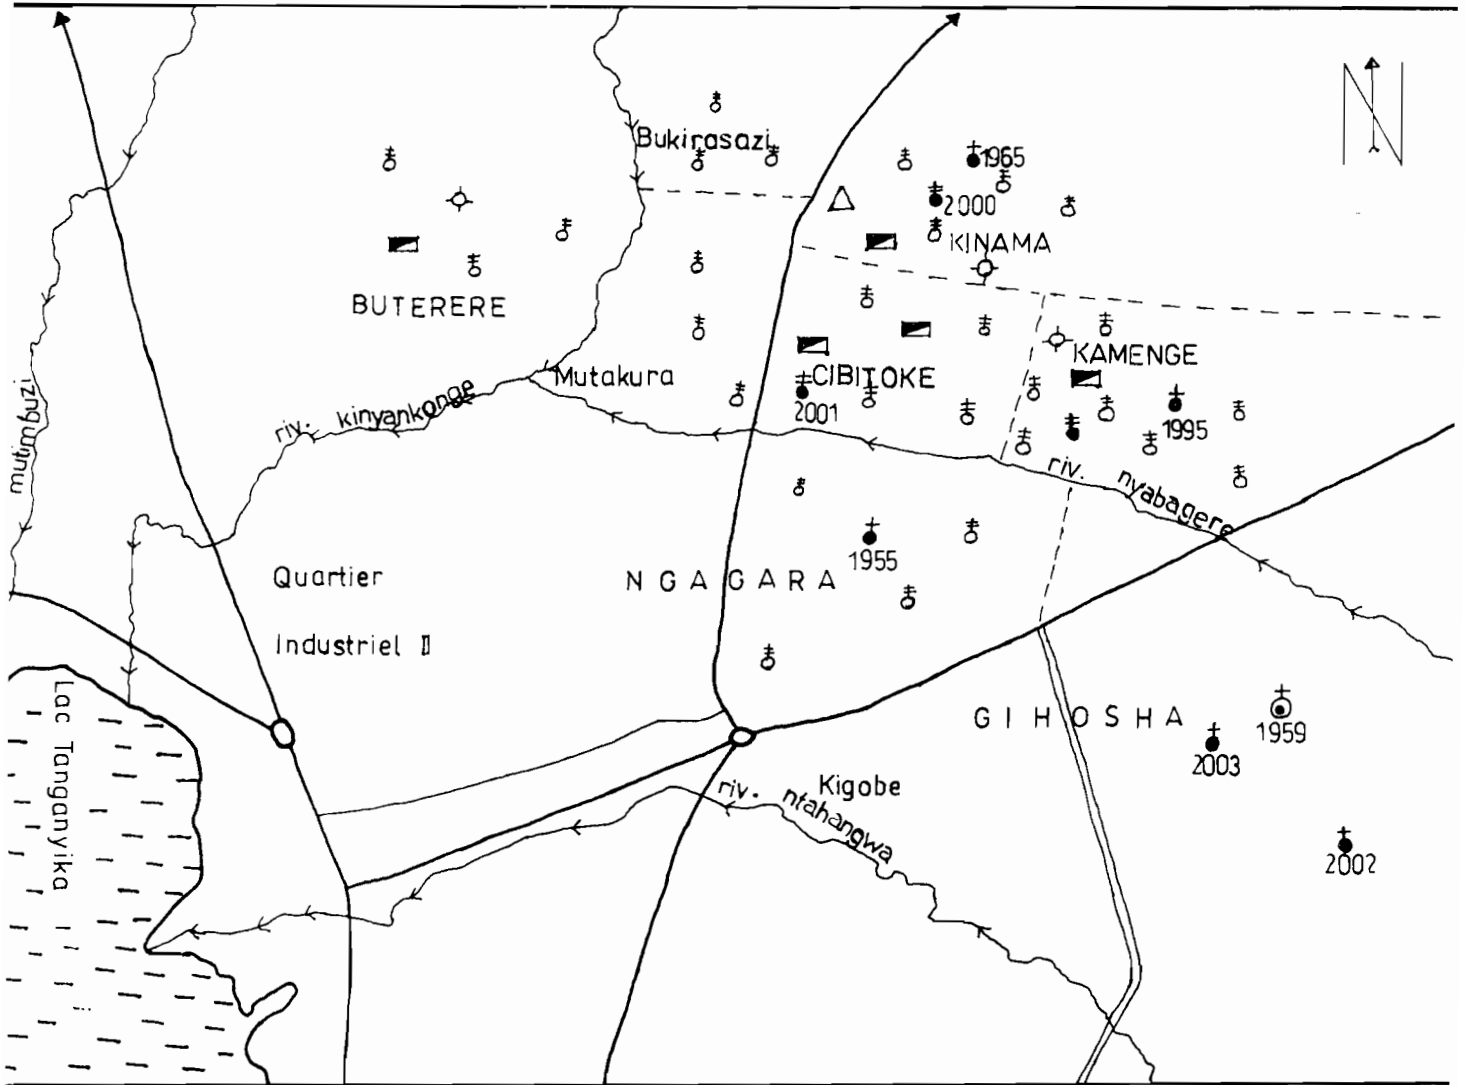 N
Bukirasazi
1965
2000
KINAMA
BUTERERE
Mutakura
CIBITOKE
KAMENGE
2001
1995
riv. kinyankonge
mutimbuzi
riv. nyabagere
1955
Quartier
Industriel II
NGAGARA
GIHOSHA
1959
2003
Kigobe
riv. ntahangwa
2002
Lac Tanganyika